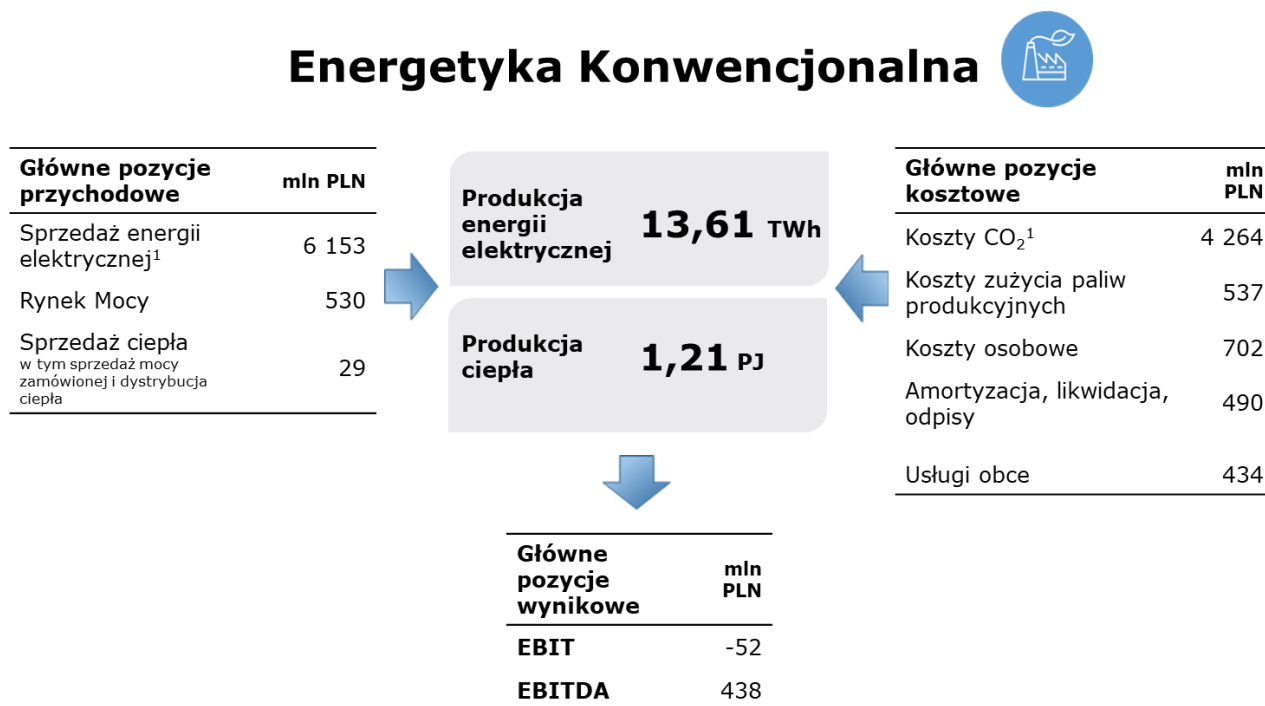 Energetyka Konwencjonalna
Główne pozycje
przychodowe
mln PLN
Sprzedaż energii
elektrycznej¹
6 153
Rynek Mocy
530
Sprzedaż ciepła
w tym sprzedaż mocy
zamówionej i dystrybucja
ciepła
29
Produkcja
energii
elektrycznej
13,61 TWh
Produkcja
ciepła
1,21 PJ
Główne pozycje
kosztowe
mln
PLN
Koszty CO₂¹
4 264
Koszty zużycia paliw
produkcyjnych
537
Koszty osobowe
702
Amortyzacja, likwidacja,
odpisy
490
Usługi obce
434
Główne
pozycje
wynikowe
mln
PLN
EBIT
-52
EBITDA
438